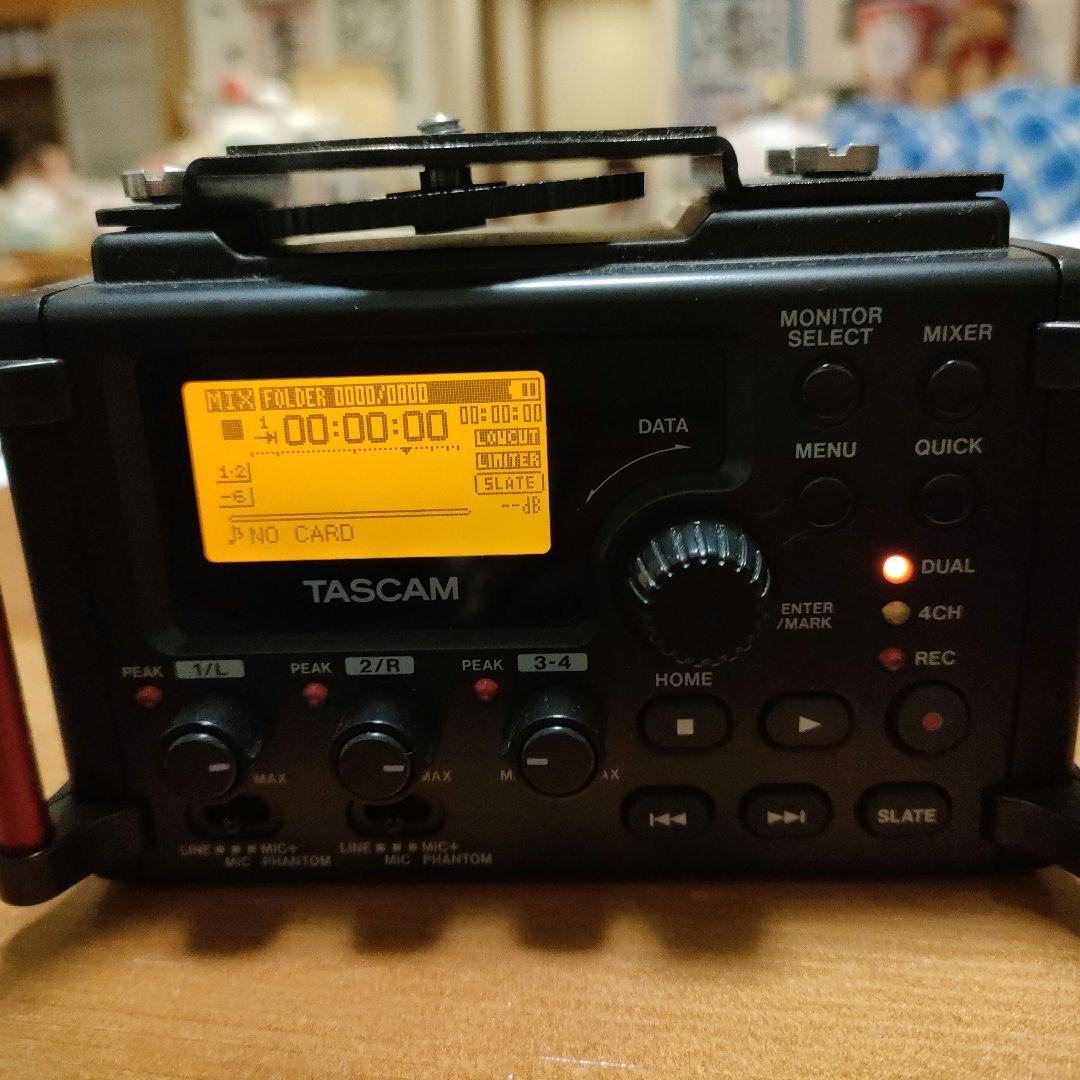 MONITOR
SELECT
MIXER
MIX FOLDER 0000/0000
1 00:00:00 00:00:00
LOWCUT
LIMITER
SLATE
--dB
1·2
-6
NO CARD
DATA
MENU
QUICK
TASCAM
DUAL
4CH
REC
ENTER
/MARK
PEAK 1/L
PEAK 2/R
PEAK 3-4
HOME
MAX
MAX
SLATE
LINE MIC+
MIC PHANTOM
LINE MIC+
MIC PHANTOM